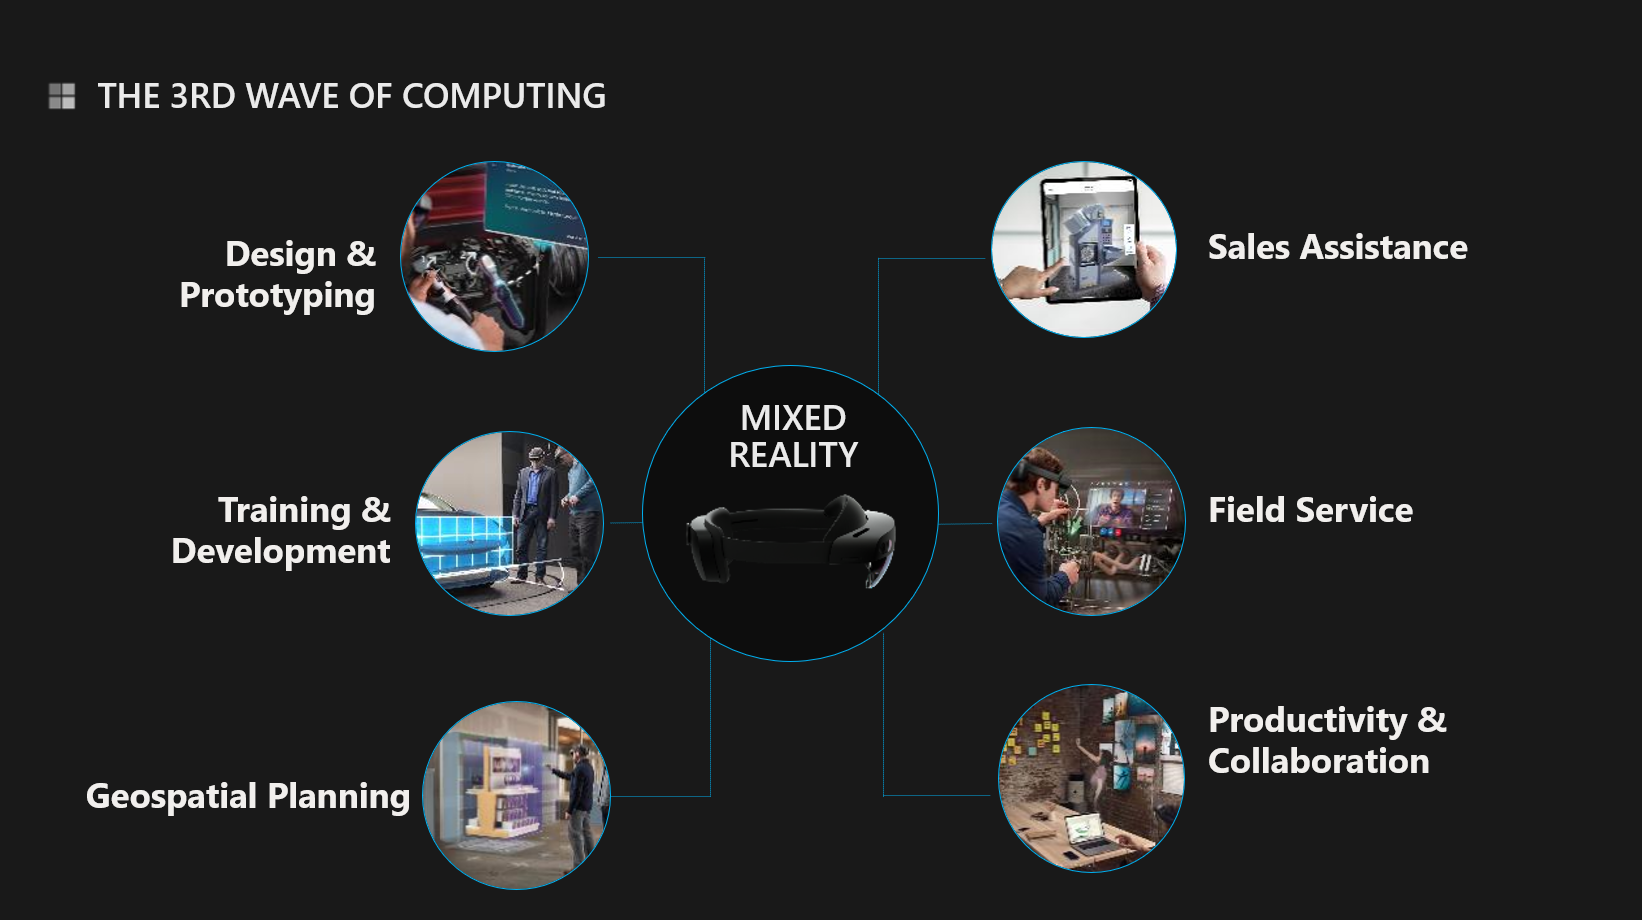 THE 3RD WAVE OF COMPUTING
Design &
Prototyping
Sales Assistance
MIXED
REALITY
Training &
Development
Field Service
Geospatial Planning
Productivity &
Collaboration